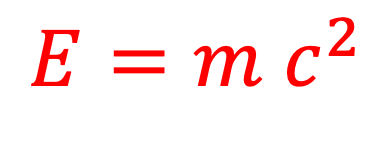 E = m c²